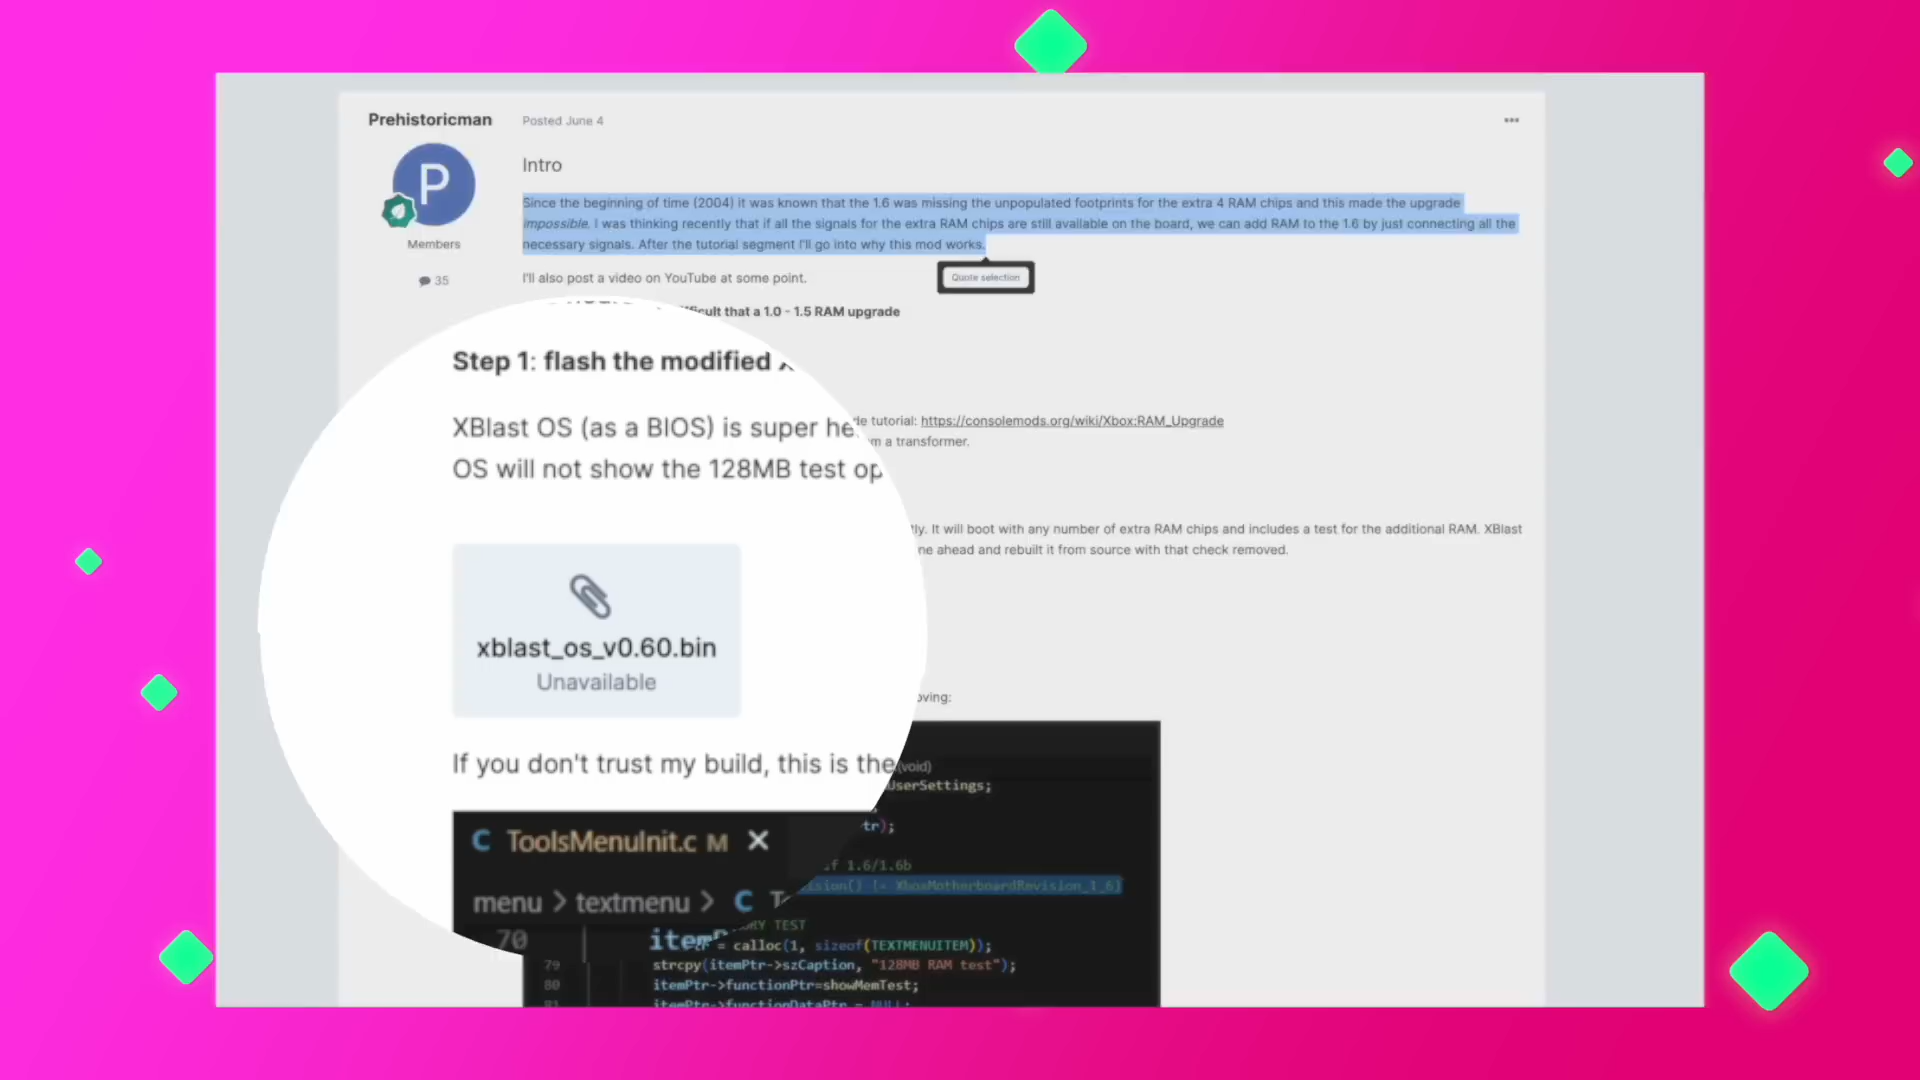 Prehistoricman
Posted June 4
•••
P
Members
35
Intro
Since the beginning of time (2004) it was known that the 1.6 was missing the unpopulated footprints for the extra 4 RAM chips and this made the upgrade
impossible. I was thinking recently that if all the signals for the extra RAM chips are still available on the board, we can add RAM to the 1.6 by just connecting all the
necessary signals. After the tutorial segment I'll go into why this mod works.
Quote selection
I'll also post a video on YouTube at some point.
that a 1.0 - 1.5 RAM upgrade
Step 1: flash the modified
tutorial: https://consolemods.org/wiki/Xbox:RAM_Upgrade
a transformer.
XBlast OS (as a BIOS) is super
OS will not show the 128MB test
It will boot with any number of extra RAM chips and includes a test for the additional RAM. XBlast
ahead and rebuilt it from source with that check removed.
xblast_os_v0.60.bin
Unavailable
If you don't trust my build, this is the
(void)
UserSettings;
C ToolsMenuInit.c M ✕
1.6/1.6b
!= XboxMotherboardRevision_1_6)
menu > textmenu > C
TEST
70
= calloc(1, sizeof(TEXTMENUITEM));
79 strcpy(itemPtr->szCaption, "128MB RAM test");
80 itemPtr->functionPtr=showMemTest;
81 itemPtr->functionDataPtr = NULL;